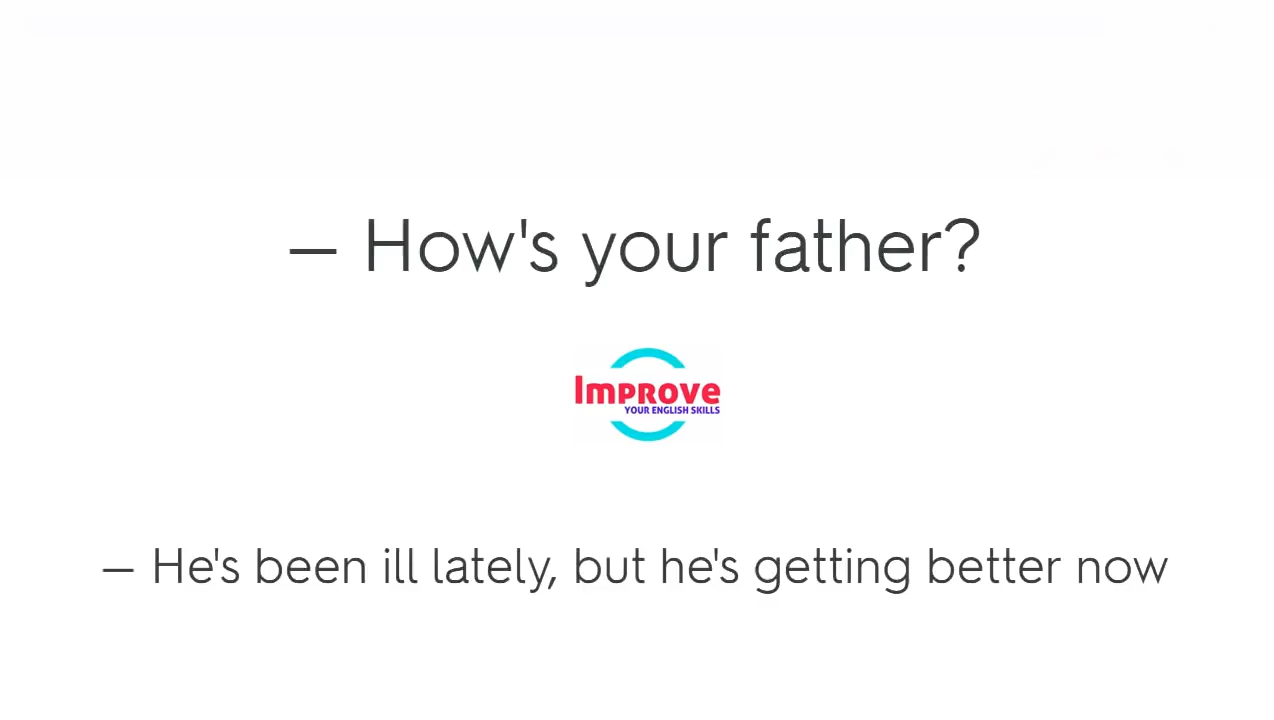 — How's your father?
Improve
YOUR ENGLISH SKILLS
— He's been ill lately, but he's getting better now